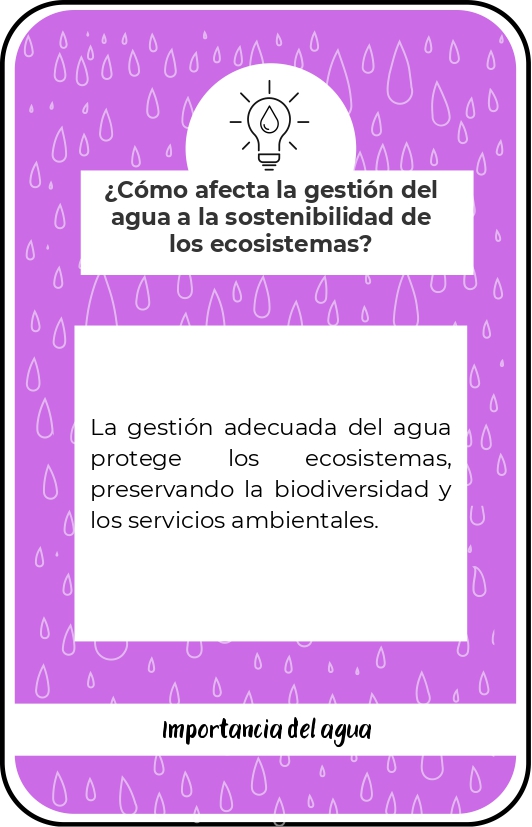 ¿Cómo afecta la gestión del
agua a la sostenibilidad de
los ecosistemas?
La gestión adecuada del agua
protege los ecosistemas,
preservando la biodiversidad y
los servicios ambientales.
Importancia del agua